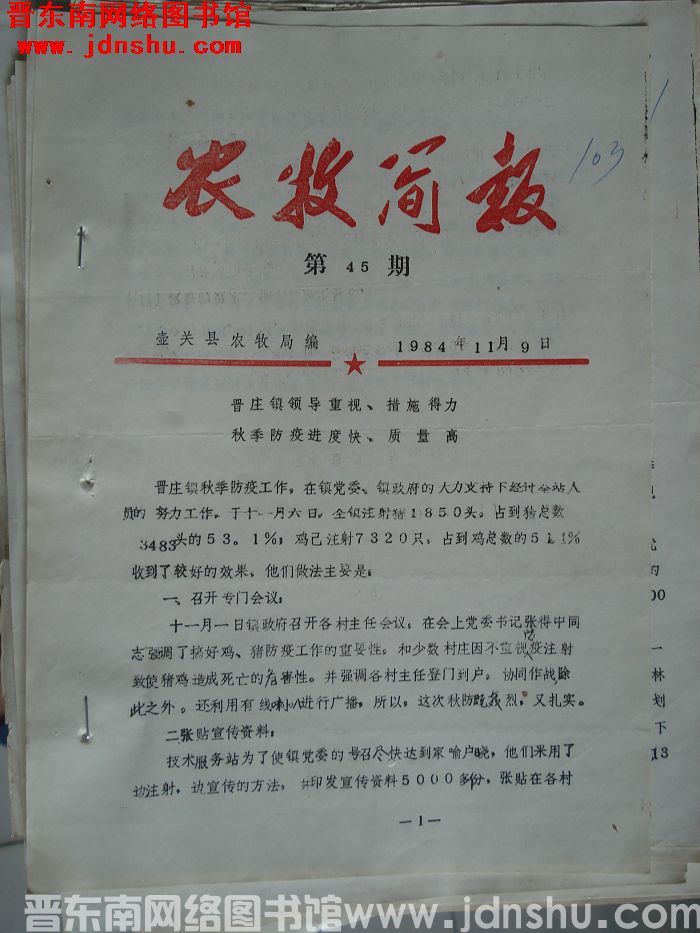 晋东南网络图书馆
www.jdnshu.com
103
农牧简报
第45期
壶关县农牧局编 1984年11月9日
晋庄镇领导重视、措施得力
秋季防疫进度快、质量高
晋庄镇秋季防疫工作，在镇党委、镇政府的大力支持下经过全站人
员的努力工作，于十一月六日，全镇注射猪1850头，占到猪总数
3483头的53。1%；鸡已注射7320只，占到鸡总数的51.1%
收到了较好的效果，他们做法主要是：
一、召开专门会议：
十一月一日镇政府召开各村主任会议，在会上党委书记张得中同
志强调了搞好鸡、猪防疫工作的重要性，和少数村庄因不重视防疫注射
致使猪鸡造成死亡的危害性。并强调各村主任登门到户，协同作战除
此之外。还利用有线喇叭进行广播，所以，这次秋防既轰烈，又扎实。
二张贴宣传资料：
技术服务站为了使镇党委的号召尽快达到家喻户晓，他们采用了
边注射，边宣传的方法，共印发宣传资料5000多份，张贴在各村
—1—
的
00
一
林
划
下
13
晋东南网络图书馆www.jdnshu.com